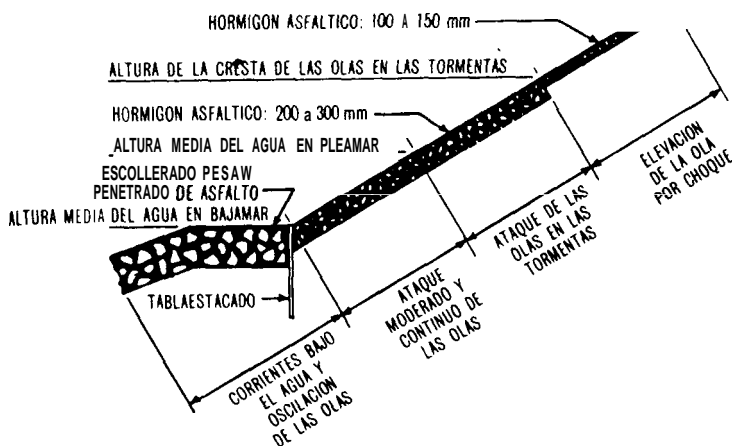 HORMIGON ASFALTICO: 100 A 150 mm
ALTURA DE LA CRESTA DE LAS OLAS EN LAS TORMENTAS
HORMIGON ASFALTICO: 200 a 300 mm
ALTURA MEDIA DEL AGUA EN PLEAMAR
ESCOLLERADO PESAW
PENETRADO DE ASFALTO
ALTURA MEDIA DEL AGUA EN BAJAMAR
TABLAESTACADO
CORRIENTES BAJO
EL AGUA Y
OSCILACION
DE LAS OLAS
ATAQUE
MODERADO Y
CONTINUO DE
LAS OLAS
ATAQUE DE LAS
OLAS EN LAS
TORMENTAS
ELEVACION
DE LA OLA
POR CHOQUE